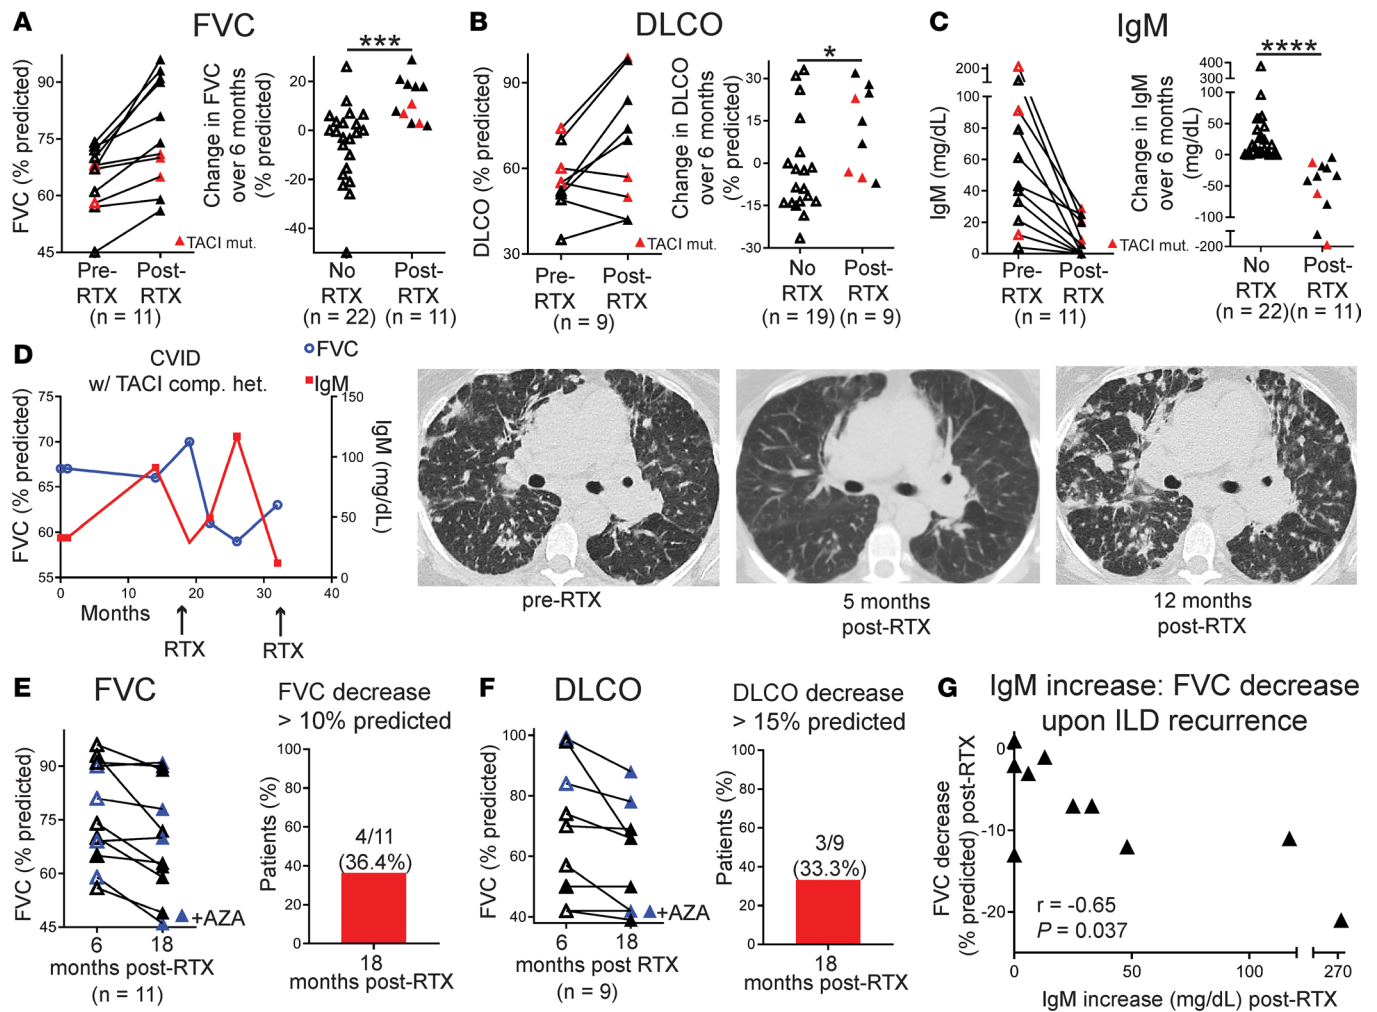 A
FVC
FVC (% predicted)
90
75
60
45
Pre-
RTX
Post-
RTX
(n = 11)
TACI mut.
Change in FVC
over 6 months
(% predicted)
***
20
0
-20
-40
No
RTX
(n = 22)
Post-
RTX
(n = 11)
B
DLCO
DLCO (% predicted)
90
60
30
Pre-
RTX
Post-
RTX
(n = 9)
TACI mut.
Change in DLCO
over 6 months
(% predicted)
*
30
15
0
-15
-30
No
RTX
(n = 19)
Post-
RTX
(n = 9)
C
IgM
IgM (mg/dL)
200
100
80
60
40
20
0
Pre-
RTX
Post-
RTX
(n = 11)
TACI mut.
Change in IgM
over 6 months
(mg/dL)
****
400
300
100
50
0
-50
-100
-200
No
RTX
(n = 22)
Post-
RTX
(n = 11)
D
CVID
w/ TACI comp. het.
FVC
IgM
FVC (% predicted)
75
70
65
60
55
150
100
50
0
IgM (mg/dL)
0
10
20
30
40
Months
RTX
RTX
pre-RTX
5 months
post-RTX
12 months
post-RTX
E
FVC
FVC (% predicted)
90
75
60
45
6
18
+AZA
months post-RTX
(n = 11)
FVC decrease
> 10% predicted
Patients (%)
100
80
60
40
20
0
4/11
(36.4%)
18
months post-RTX
F
DLCO
FVC (% predicted)
100
80
60
40
6
18
+AZA
months post RTX
(n = 9)
DLCO decrease
> 15% predicted
Patients (%)
100
80
60
40
20
0
3/9
(33.3%)
18
months post-RTX
G
IgM increase: FVC decrease
upon ILD recurrence
FVC decrease
(% predicted) post-RTX
0
-10
-20
r = -0.65
P = 0.037
0
50
100
270
IgM increase (mg/dL) post-RTX